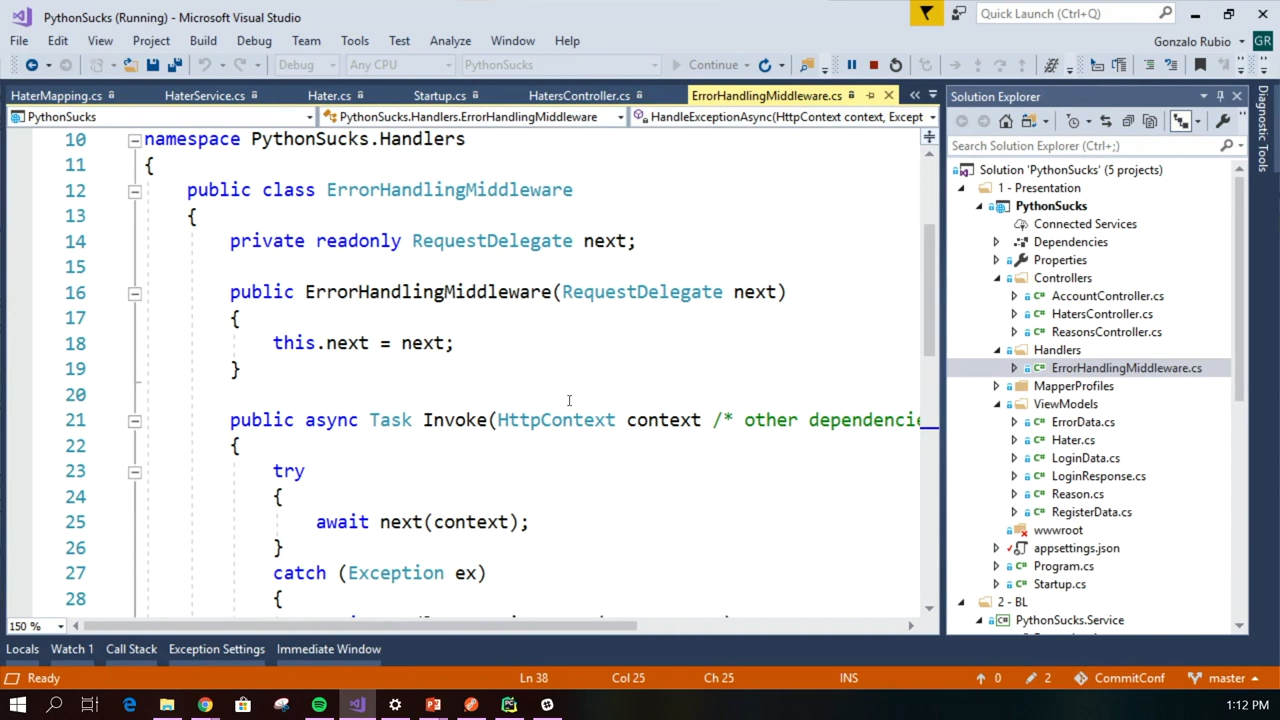 PythonSucks (Running) - Microsoft Visual Studio
Quick Launch (Ctrl+Q)
File Edit View Project Build Debug Team Tools Test Analyze Window Help
Gonzalo Rubio GR
Debug Any CPU PythonSucks Continue
HaterMapping.cs HaterService.cs Hater.cs Startup.cs HatersController.cs ErrorHandlingMiddleware.cs
PythonSucks PythonSucks.Handlers.ErrorHandlingMiddleware HandleExceptionAsync(HttpContext context, Except
10 namespace PythonSucks.Handlers
11 {
12 public class ErrorHandlingMiddleware
13 {
14 private readonly RequestDelegate next;
15
16 public ErrorHandlingMiddleware(RequestDelegate next)
17 {
18 this.next = next;
19 }
20
21 public async Task Invoke(HttpContext context /* other dependencie
22 {
23 try
24 {
25 await next(context);
26 }
27 catch (Exception ex)
28 {
150 %
Solution Explorer
Search Solution Explorer (Ctrl+;)
Solution 'PythonSucks' (5 projects)
1 - Presentation
PythonSucks
Connected Services
Dependencies
Properties
Controllers
AccountController.cs
HatersController.cs
ReasonsController.cs
Handlers
ErrorHandlingMiddleware.cs
MapperProfiles
ViewModels
ErrorData.cs
Hater.cs
LoginData.cs
LoginResponse.cs
Reason.cs
RegisterData.cs
wwwroot
appsettings.json
Program.cs
Startup.cs
2 - BL
PythonSucks.Service
Diagnostic Tools
Locals Watch 1 Call Stack Exception Settings Immediate Window
Ready Ln 38 Col 25 Ch 25 INS 0 2 CommitConf master
1:12 PM